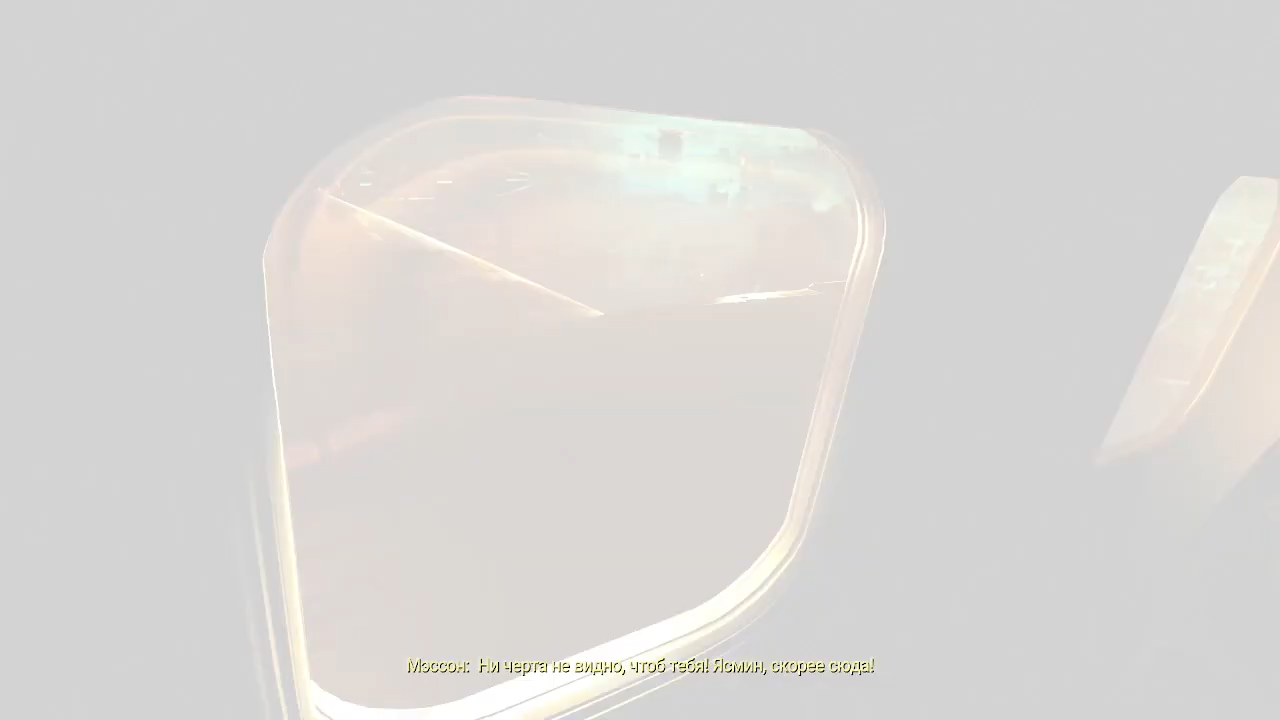 Мэссон: Ни черта не видно, чтоб тебя! Ясмин, скорее сюда!